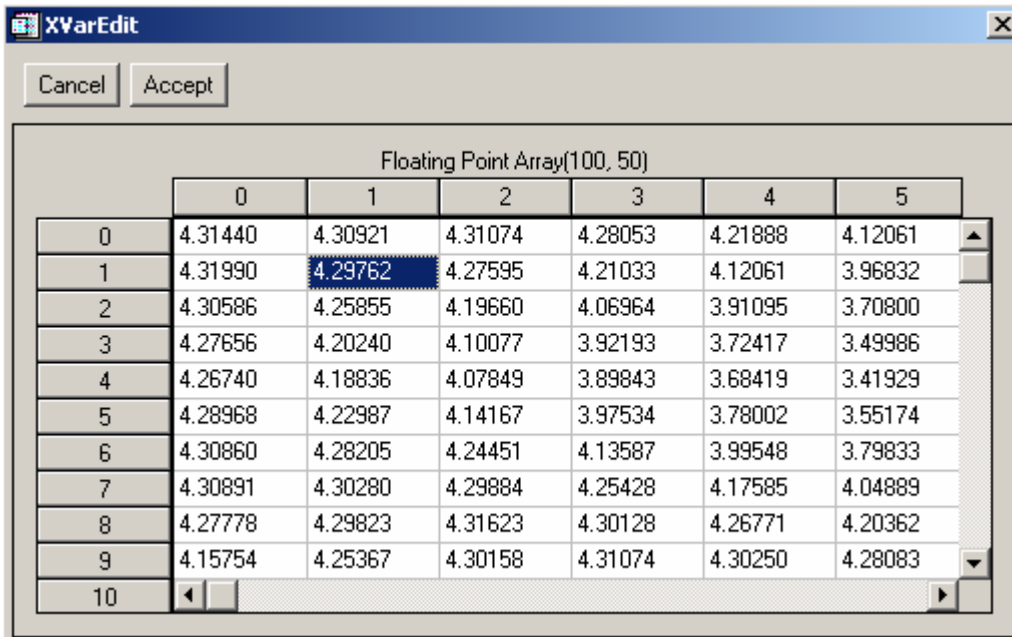 XVarEdit
Cancel Accept
Floating Point Array(100, 50)
0 1 2 3 4 5
0 4.31440 4.30921 4.31074 4.28053 4.21888 4.12061
1 4.31990 4.29762 4.27595 4.21033 4.12061 3.96832
2 4.30586 4.25855 4.19660 4.06964 3.91095 3.70800
3 4.27656 4.20240 4.10077 3.92193 3.72417 3.49986
4 4.26740 4.18836 4.07849 3.89843 3.68419 3.41929
5 4.28968 4.22987 4.14167 3.97534 3.78002 3.55174
6 4.30860 4.28205 4.24451 4.13587 3.99548 3.79833
7 4.30891 4.30280 4.29884 4.25428 4.17585 4.04889
8 4.27778 4.29823 4.31623 4.30128 4.26771 4.20362
9 4.15754 4.25367 4.30158 4.31074 4.30250 4.28083
10